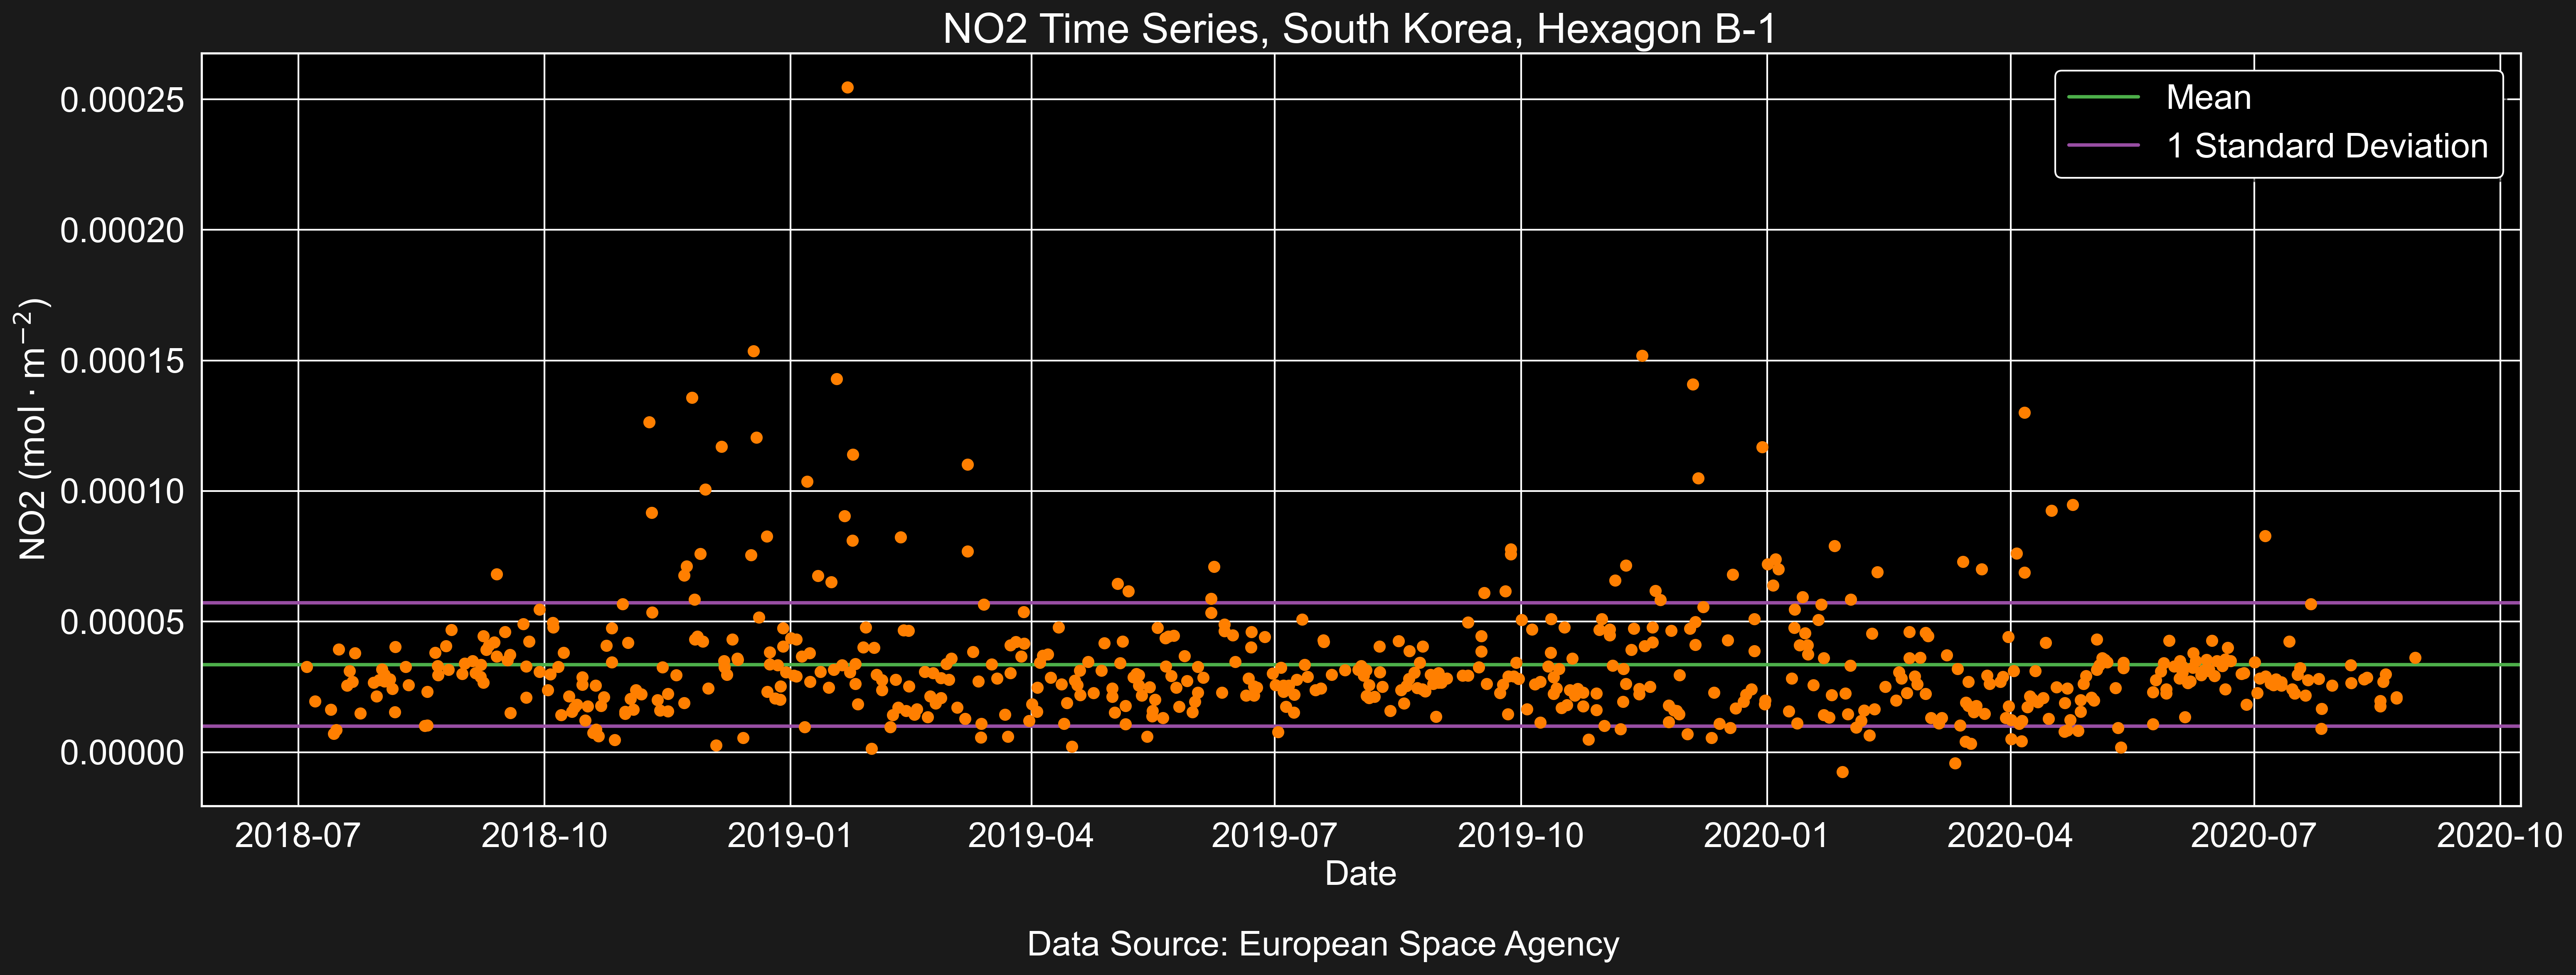 NO2 Time Series, South Korea, Hexagon B-1
Mean
1 Standard Deviation
NO2 (mol · m⁻²)
0.00025
0.00020
0.00015
0.00010
0.00005
0.00000
2018-07 2018-10 2019-01 2019-04 2019-07 2019-10 2020-01 2020-04 2020-07 2020-10
Date
Data Source: European Space Agency